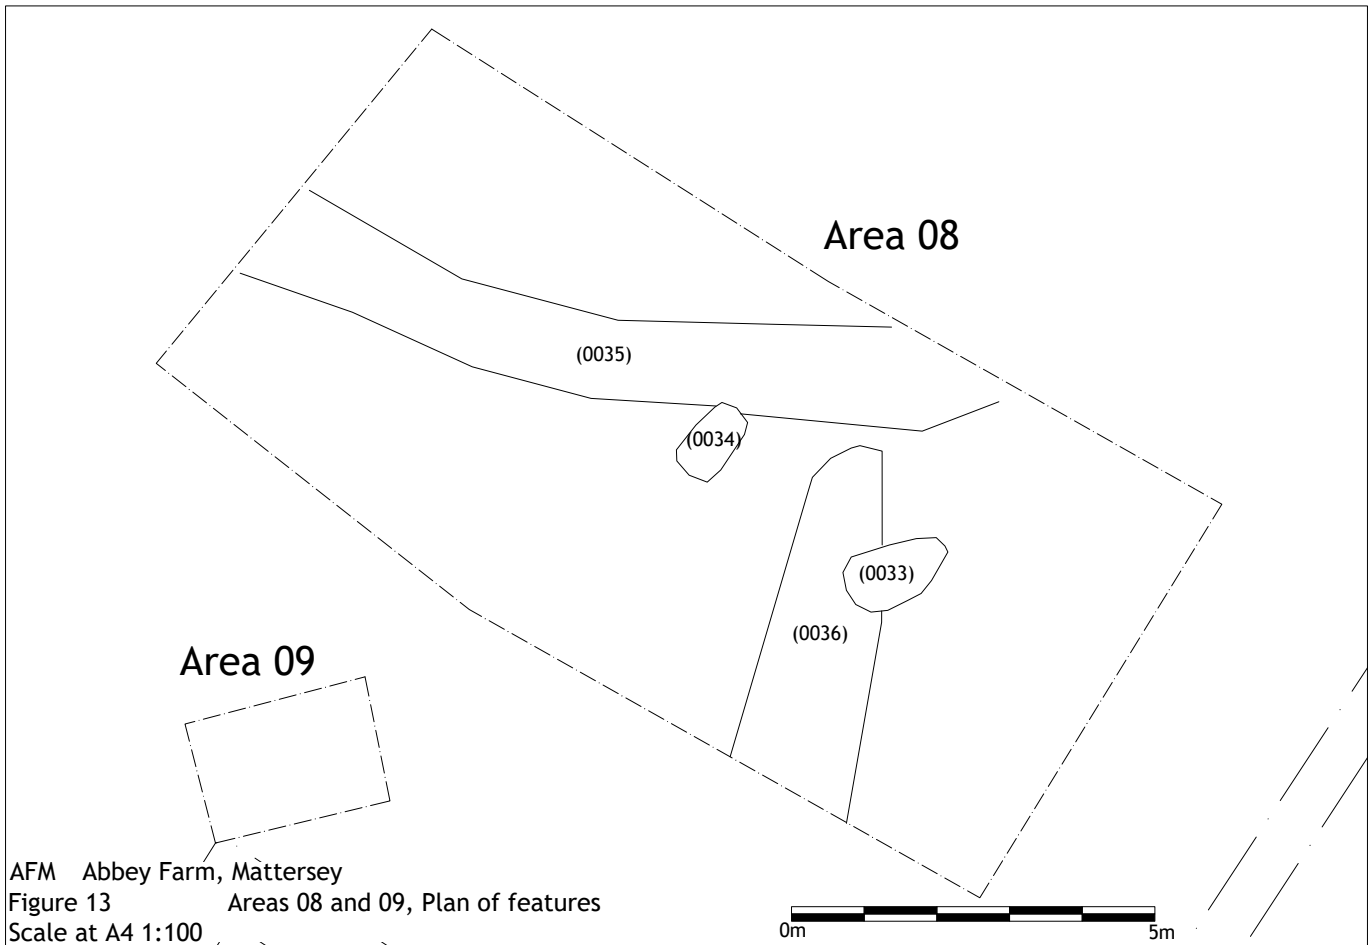 Area 08
(0035)
(0034)
(0033)
(0036)
Area 09
AFM Abbey Farm, Mattersey
Figure 13 Areas 08 and 09, Plan of features
Scale at A4 1:100
0m 5m